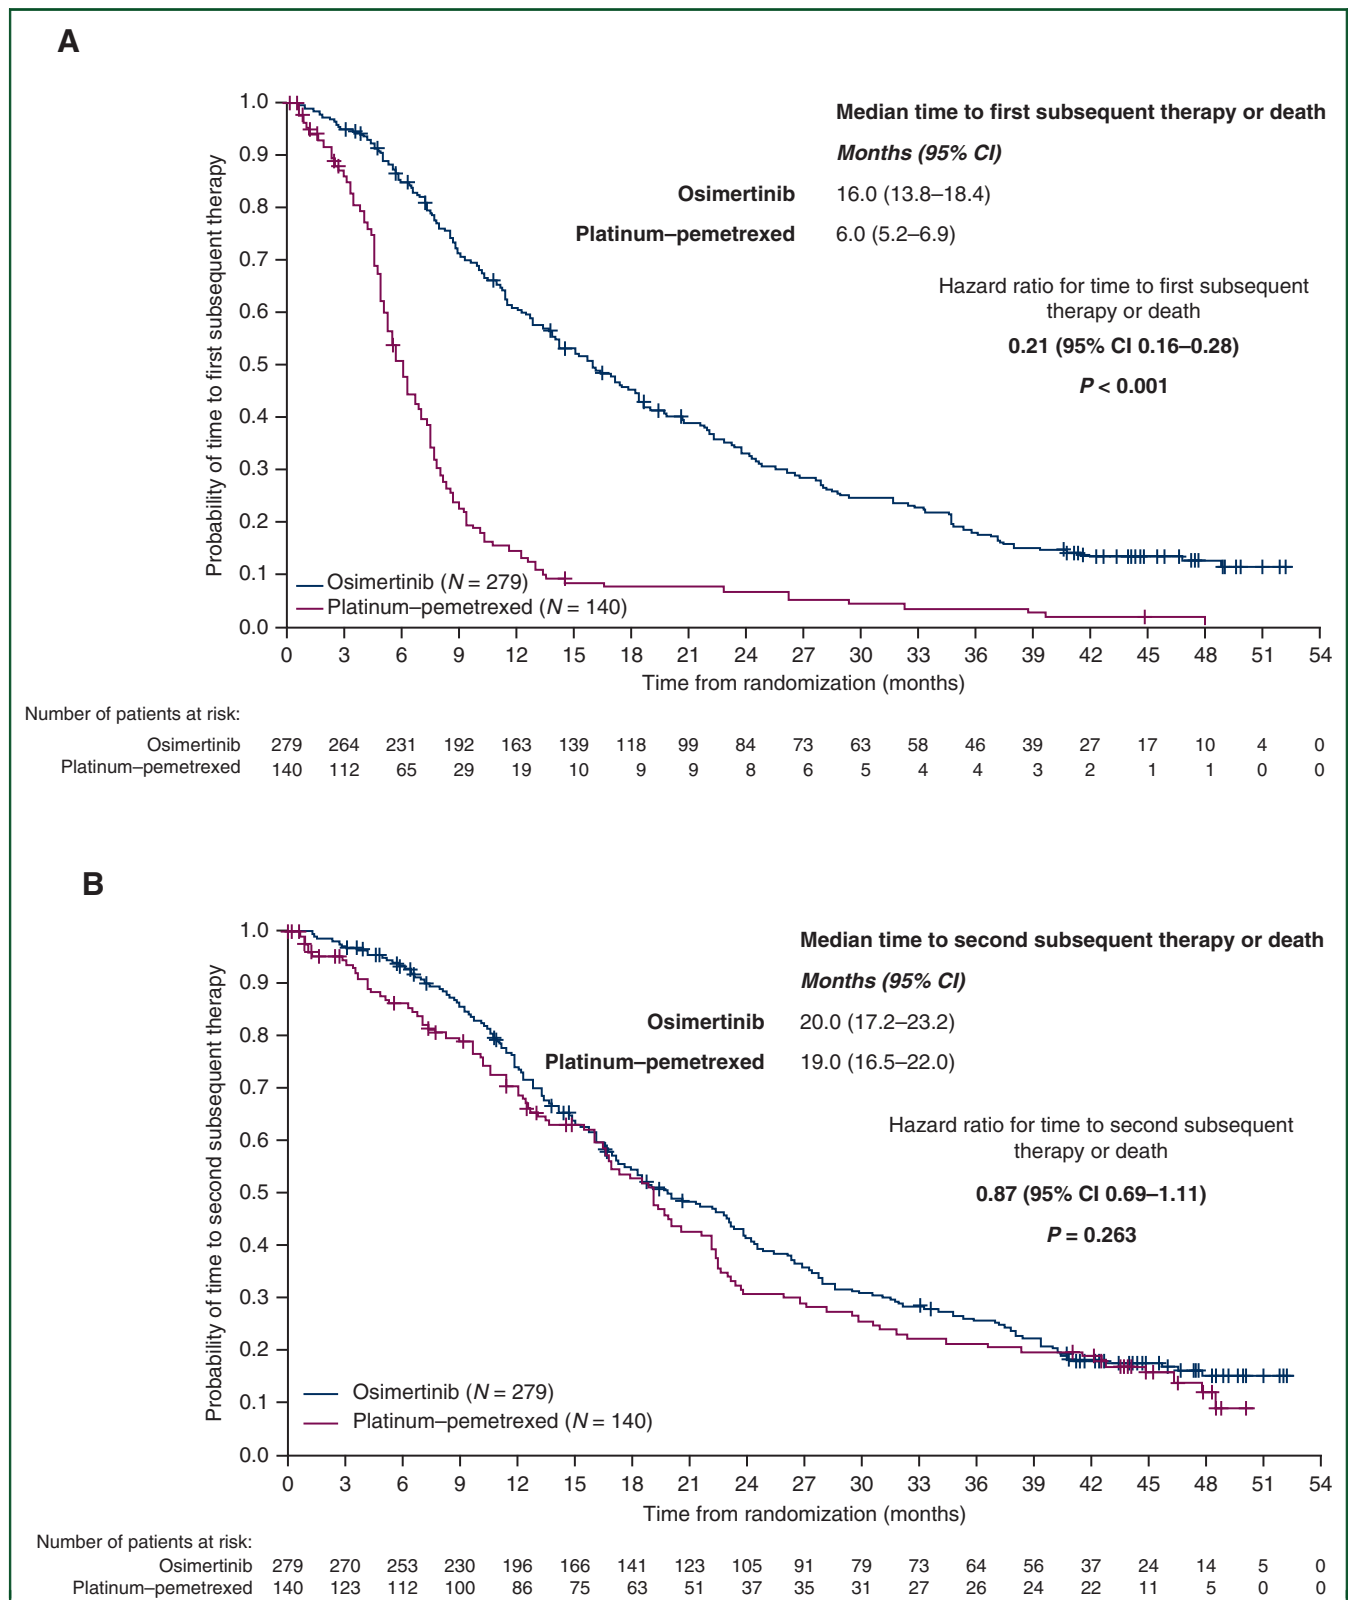 A
Median time to first subsequent therapy or death
Months (95% CI)
Osimertinib 16.0 (13.8–18.4)
Platinum–pemetrexed 6.0 (5.2–6.9)
Hazard ratio for time to first subsequent
therapy or death
0.21 (95% CI 0.16–0.28)
P < 0.001
Probability of time to first subsequent therapy
1.0
0.9
0.8
0.7
0.6
0.5
0.4
0.3
0.2
0.1
0.0
Osimertinib (N = 279)
Platinum–pemetrexed (N = 140)
0 3 6 9 12 15 18 21 24 27 30 33 36 39 42 45 48 51 54
Time from randomization (months)
Number of patients at risk:
Osimertinib 279 264 231 192 163 139 118 99 84 73 63 58 46 39 27 17 10 4 0
Platinum–pemetrexed 140 112 65 29 19 10 9 9 8 6 5 4 4 3 2 1 1 0 0
B
Median time to second subsequent therapy or death
Months (95% CI)
Osimertinib 20.0 (17.2–23.2)
Platinum–pemetrexed 19.0 (16.5–22.0)
Hazard ratio for time to second subsequent
therapy or death
0.87 (95% CI 0.69–1.11)
P = 0.263
Probability of time to second subsequent therapy
1.0
0.9
0.8
0.7
0.6
0.5
0.4
0.3
0.2
0.1
0.0
Osimertinib (N = 279)
Platinum–pemetrexed (N = 140)
0 3 6 9 12 15 18 21 24 27 30 33 36 39 42 45 48 51 54
Time from randomization (months)
Number of patients at risk:
Osimertinib 279 270 253 230 196 166 141 123 105 91 79 73 64 56 37 24 14 5 0
Platinum–pemetrexed 140 123 112 100 86 75 63 51 37 35 31 27 26 24 22 11 5 0 0